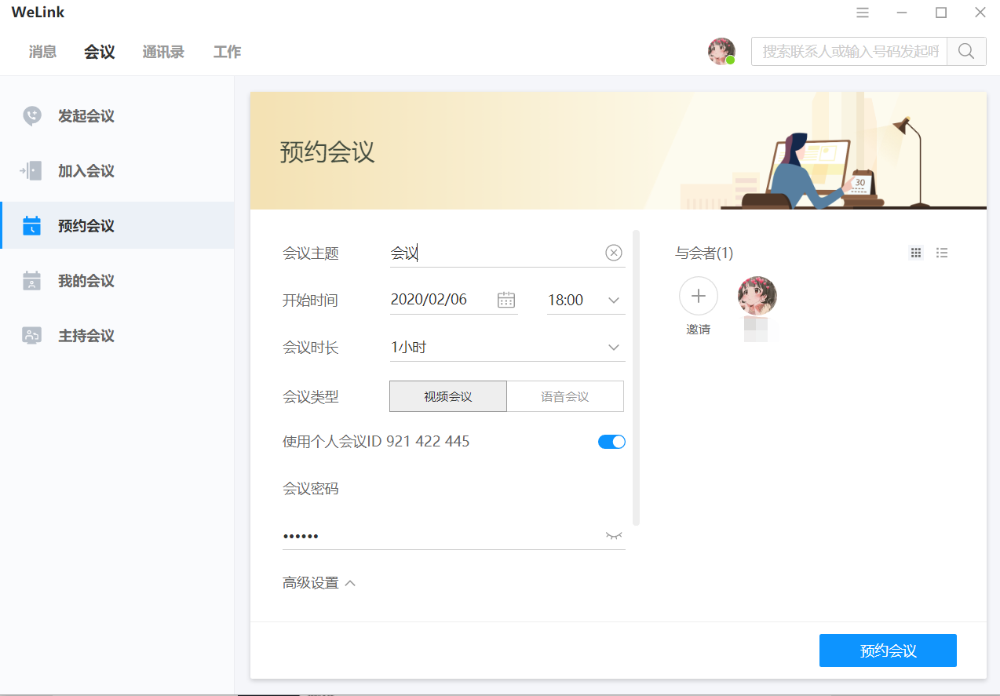 WeLink
消息 会议 通讯录 工作
搜索联系人或输入号码发起呼
发起会议
加入会议
预约会议
我的会议
主持会议
预约会议
30
会议主题 会议
开始时间 2020/02/06 18:00
会议时长 1小时
会议类型 视频会议 语音会议
使用个人会议ID 921 422 445
会议密码
••••••
高级设置
与会者(1)
邀请
预约会议